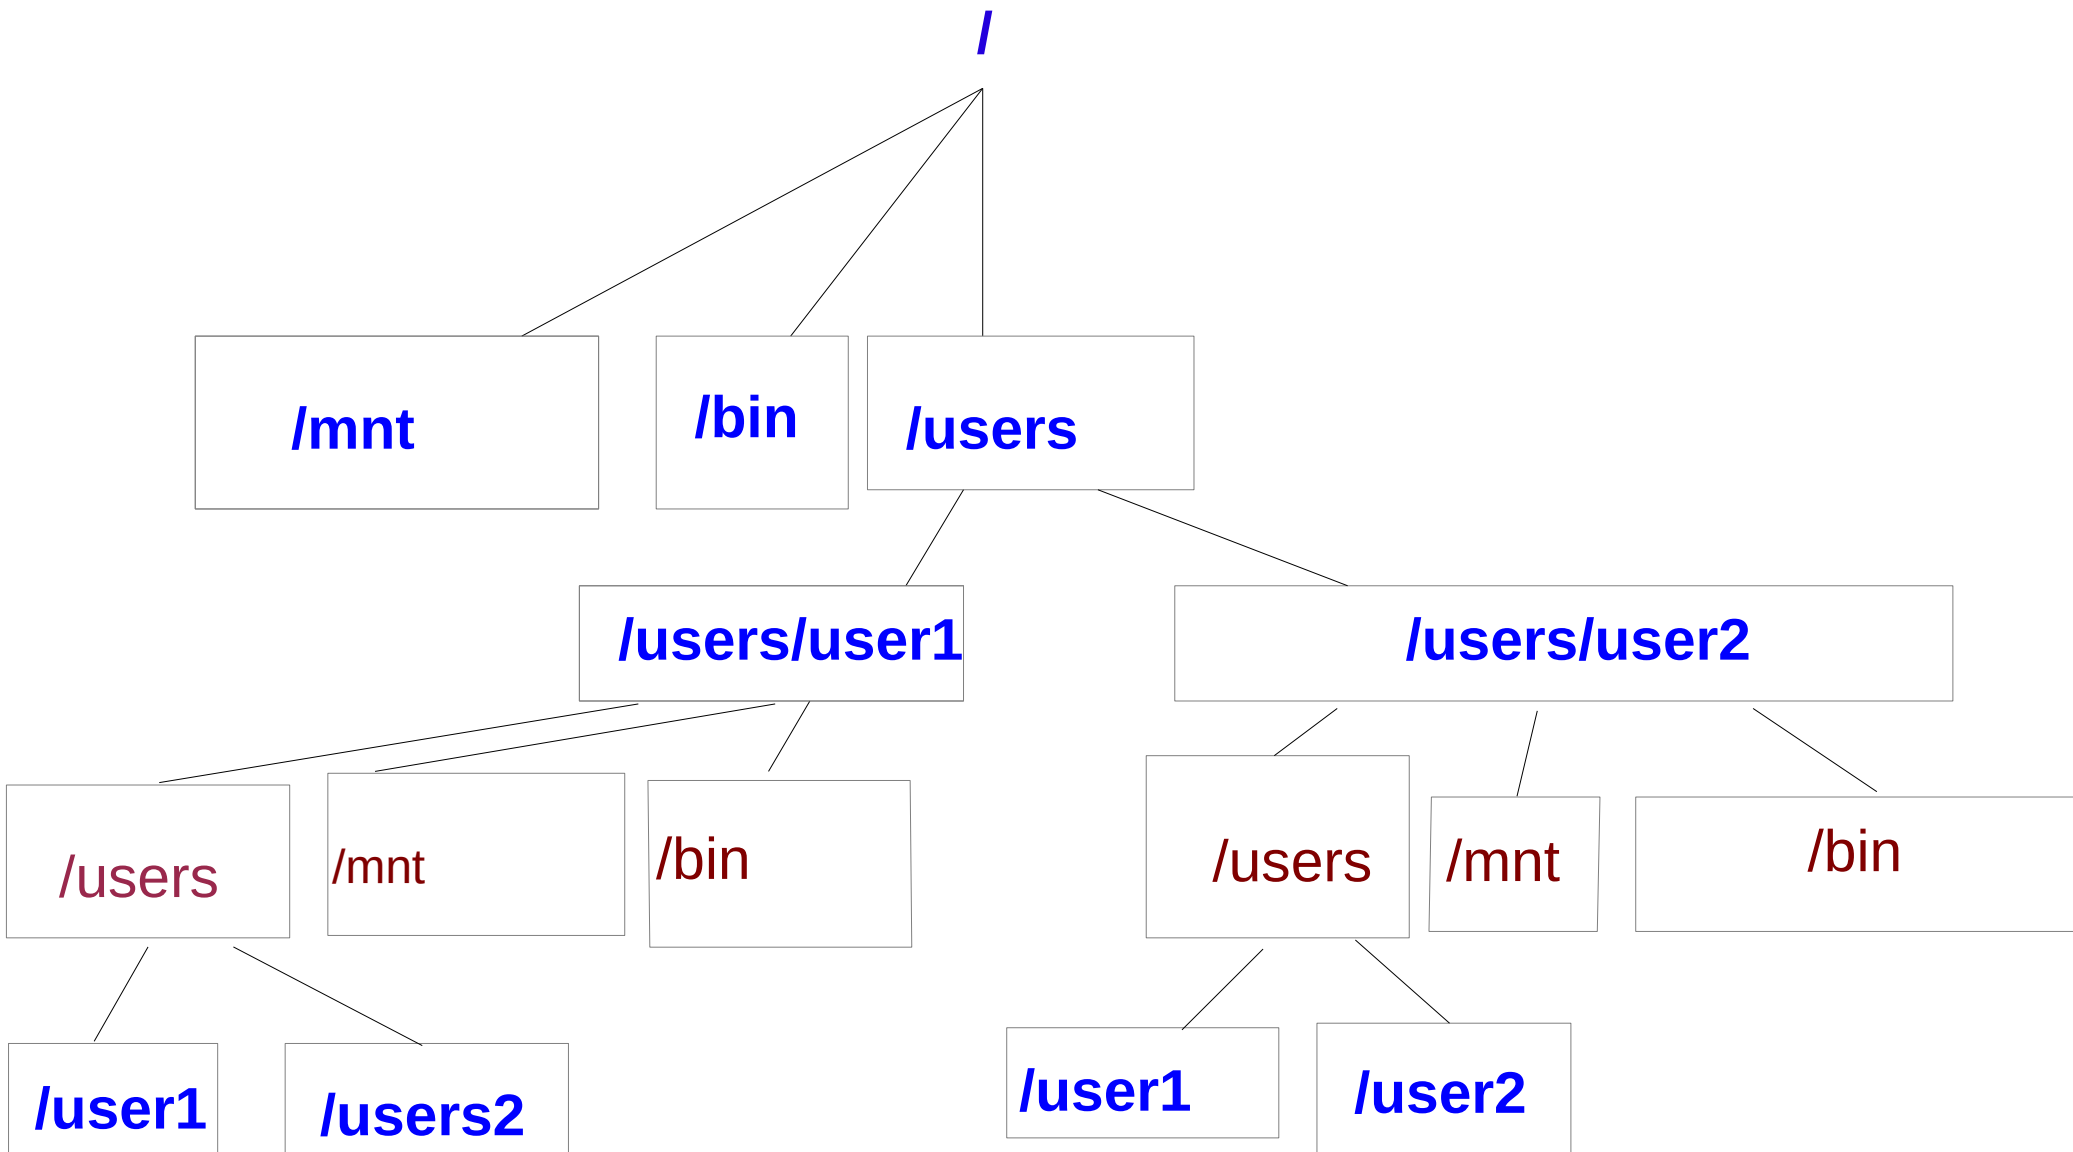 /
/mnt
/bin
/users
/users/user1
/users/user2
/users
/mnt
/bin
/users
/mnt
/bin
/user1
/users2
/user1
/user2